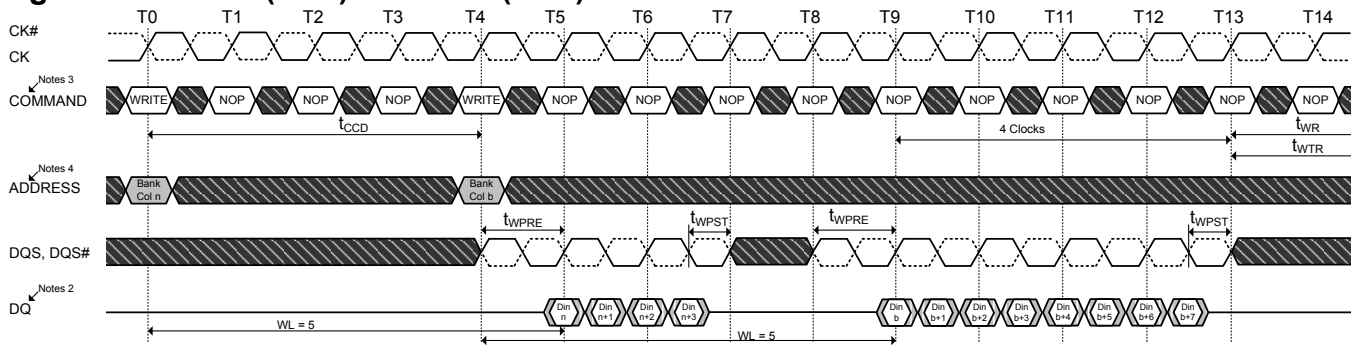 T0 T1 T2 T3 T4 T5 T6 T7 T8 T9 T10 T11 T12 T13 T14
CK#
CK
Notes 3
COMMAND
WRITE NOP NOP NOP WRITE NOP NOP NOP NOP NOP NOP NOP NOP NOP NOP
tCCD
4 Clocks
tWR
tWTR
Notes 4
ADDRESS
Bank Col n
Bank Col b
tWPRE
tWPST
tWPRE
tWPST
DQS, DQS#
Notes 2
DQ
Din n
Din n+1
Din n+2
Din n+3
Din b
Din b+1
Din b+2
Din b+3
Din b+4
Din b+5
Din b+6
Din b+7
WL = 5
WL = 5